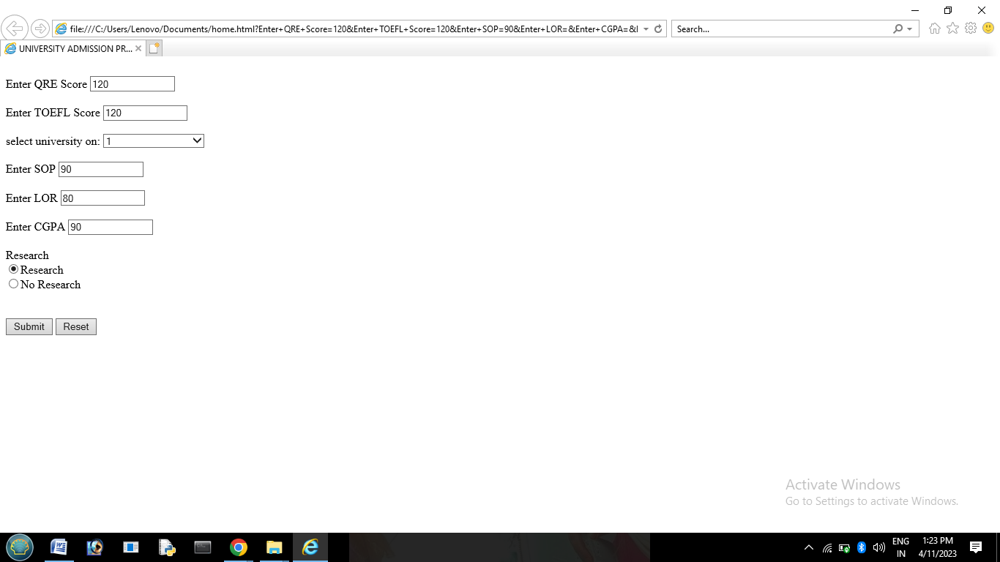 file:///C:/Users/Lenovo/Documents/home.html?Enter+QRE+Score=120&Enter+TOEFL+Score=120&Enter+SOP=90&Enter+LOR=&Enter+CGPA=&I
Search...
UNIVERSITY ADMISSION PR...
Enter QRE Score 120
Enter TOEFL Score 120
select university on: 1
Enter SOP 90
Enter LOR 80
Enter CGPA 90
Research
Research
No Research
Submit Reset
Activate Windows
Go to Settings to activate Windows.
ENG 1:23 PM
IN 4/11/2023